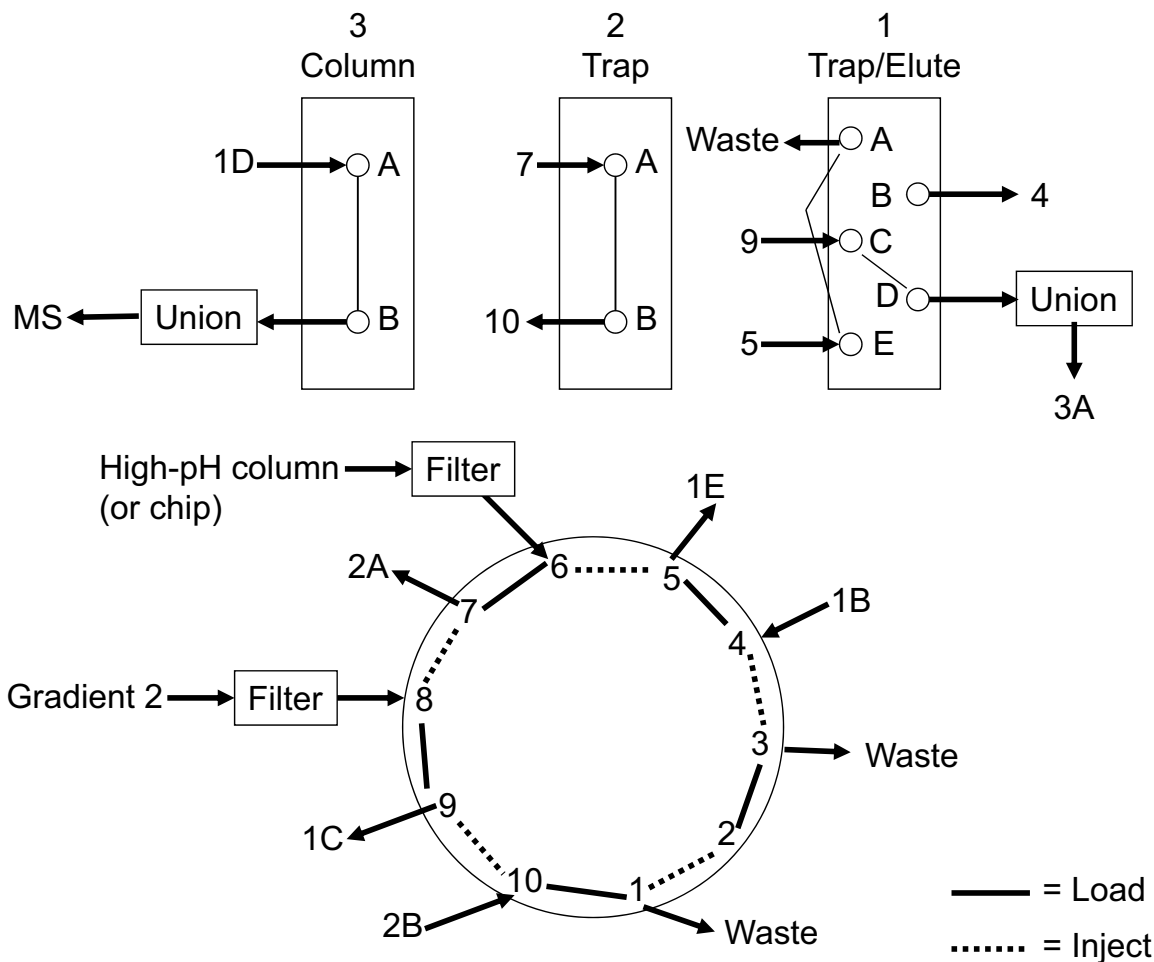 3
Column
2
Trap
1
Trap/Elute
1D
A
B
Union
MS
7
A
B
10
Waste
A
B
4
9
C
D
Union
5
E
3A
High-pH column
(or chip)
Filter
1E
2A
6
5
1B
7
4
Gradient 2
Filter
8
3
Waste
9
2
1C
10
1
2B
Waste
= Load
= Inject